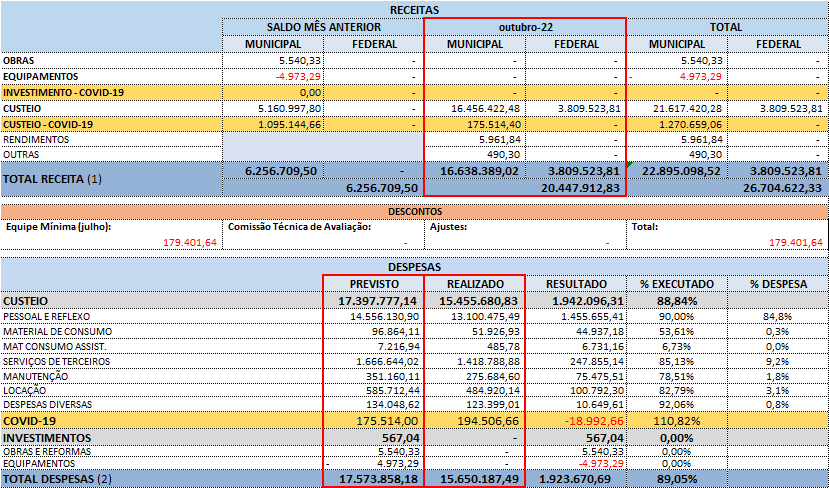 RECEITAS
SALDO MÊS ANTERIOR outubro-22 TOTAL
MUNICIPAL FEDERAL MUNICIPAL FEDERAL MUNICIPAL FEDERAL
OBRAS 5.540,33 - - - 5.540,33 -
EQUIPAMENTOS -4.973,29 - - - - 4.973,29 -
INVESTIMENTO - COVID-19 0,00 - - - - -
CUSTEIO 5.160.997,80 - 16.456.422,48 3.809.523,81 21.617.420,28 3.809.523,81
CUSTEIO - COVID-19 1.095.144,66 - 175.514,40 - 1.270.659,06 -
RENDIMENTOS 5.961,84 - 5.961,84 -
OUTRAS 490,30 - 490,30 -
TOTAL RECEITA (1) 6.256.709,50 - 16.638.389,02 3.809.523,81 22.895.098,52 3.809.523,81
6.256.709,50 20.447.912,83 26.704.622,33
DESCONTOS
Equipe Mínima (julho): Comissão Técnica de Avaliação: Ajustes: Total:
179.401,64 - - 179.401,64
DESPESAS
PREVISTO REALIZADO RESULTADO % EXECUTADO % DESPESA
CUSTEIO 17.397.777,14 15.455.680,83 1.942.096,31 88,84%
PESSOAL E REFLEXO 14.556.130,90 13.100.475,49 1.455.655,41 90,00% 84,8%
MATERIAL DE CONSUMO 96.864,11 51.926,93 44.937,18 53,61% 0,3%
MAT CONSUMO ASSIST. 7.216,94 485,78 6.731,16 6,73% 0,0%
SERVIÇOS DE TERCEIROS 1.666.644,02 1.418.788,88 247.855,14 85,13% 9,2%
MANUTENÇÃO 351.160,11 275.684,60 75.475,51 78,51% 1,8%
LOCAÇÃO 585.712,44 484.920,14 100.792,30 82,79% 3,1%
DESPESAS DIVERSAS 134.048,62 123.399,01 10.649,61 92,06% 0,8%
COVID-19 175.514,00 194.506,66 -18.992,66 110,82%
INVESTIMENTOS 567,04 - 567,04 0,00%
OBRAS E REFORMAS 5.540,33 - 5.540,33 0,00%
EQUIPAMENTOS - 4.973,29 - -4.973,29 0,00%
TOTAL DESPESAS (2) 17.573.858,18 15.650.187,49 1.923.670,69 89,05%